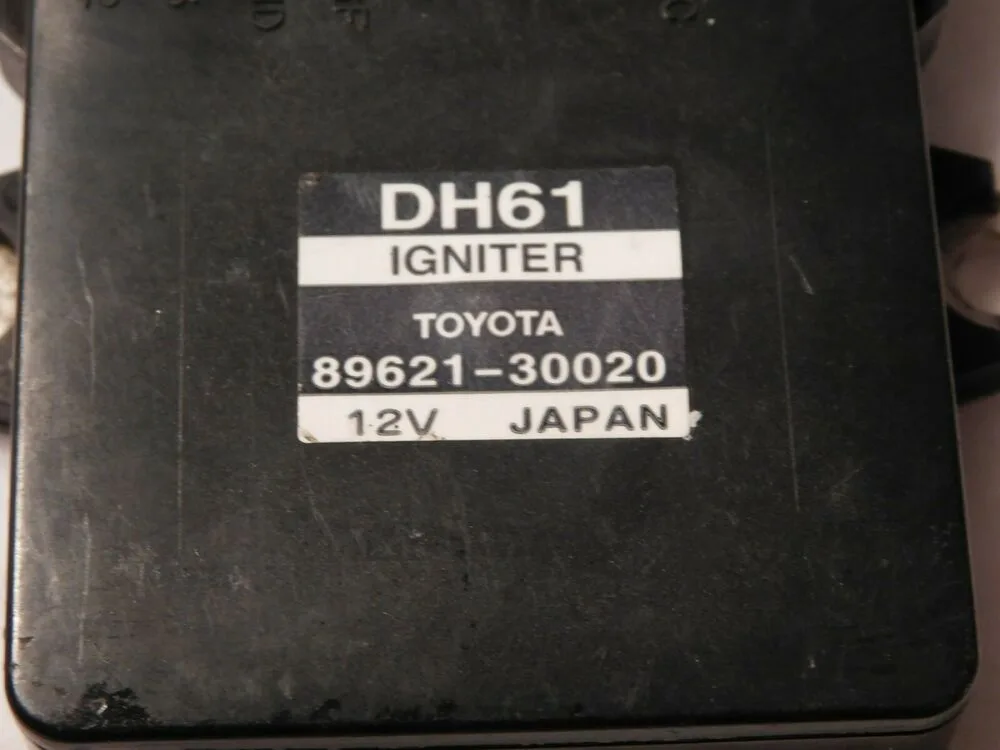 DH61
IGNITER
TOYOTA
89621-30020
12V JAPAN